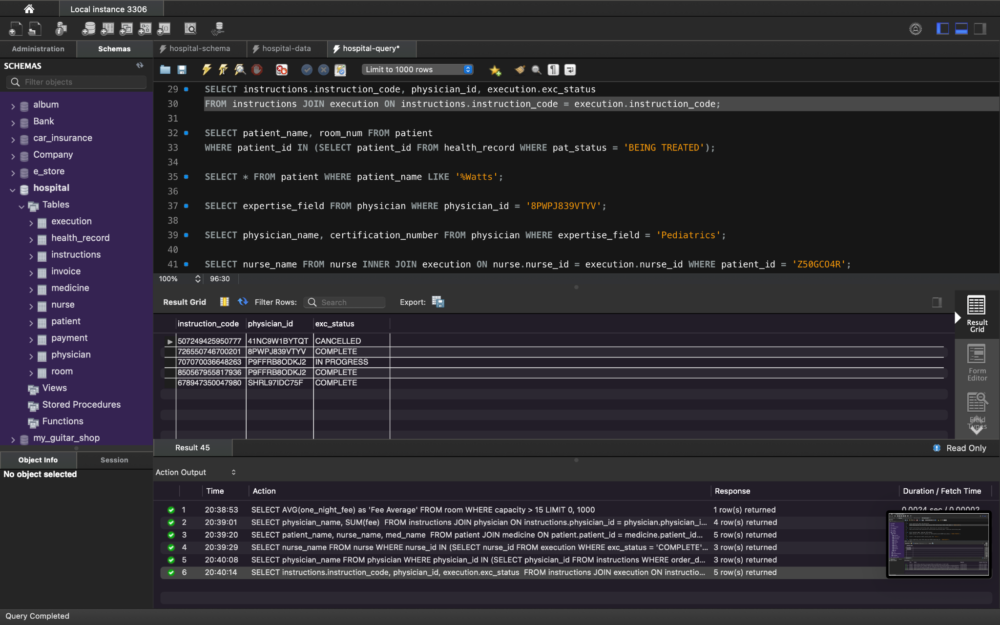 Local instance 3306
Administration
Schemas
hospital-schema
hospital-data
hospital-query*
SCHEMAS
Filter objects
Limit to 1000 rows
album
Bank
car_insurance
Company
e_store
hospital
Tables
execution
health_record
instructions
invoice
medicine
nurse
patient
payment
physician
room
Views
Stored Procedures
Functions
my_guitar_shop
Object Info
Session
No object selected
29 SELECT instructions.instruction_code, physician_id, execution.exc_status
30 FROM instructions JOIN execution ON instructions.instruction_code = execution.instruction_code;
31
32 SELECT patient_name, room_num FROM patient
33 WHERE patient_id IN (SELECT patient_id FROM health_record WHERE pat_status = 'BEING TREATED');
34
35 SELECT * FROM patient WHERE patient_name LIKE '%Watts';
36
37 SELECT expertise_field FROM physician WHERE physician_id = '8PWPJ839VTYV';
38
39 SELECT physician_name, certification_number FROM physician WHERE expertise_field = 'Pediatrics';
40
41 SELECT nurse_name FROM nurse INNER JOIN execution ON nurse.nurse_id = execution.nurse_id WHERE patient_id = 'Z50GCO4R';
100% 96:30
Result Grid Filter Rows: Search Export:
instruction_code physician_id exc_status
507249425950777 41NC9W1BYTQT CANCELLED
726550746700201 8PWPJ839VTYV COMPLETE
707070036648263 P9FFRB8ODKJ2 IN PROGRESS
850567955817936 P9FFRB8ODKJ2 COMPLETE
678947350047980 SHRL97IDC75F COMPLETE
Result
Grid
Form
Editor
Field
Types
Result 45
Read Only
Action Output
Time Action Response Duration / Fetch Time
1 20:38:53 SELECT AVG(one_night_fee) as 'Fee Average' FROM room WHERE capacity > 15 LIMIT 0, 1000 1 row(s) returned 0.0024 sec / 0.00002
2 20:39:01 SELECT physician_name, SUM(fee) FROM instructions JOIN physician ON instructions.physician_id = physician.physician_i... 4 row(s) returned
3 20:39:20 SELECT patient_name, nurse_name, med_name FROM patient JOIN medicine ON patient.patient_id = medicine.patient_id... 5 row(s) returned
4 20:39:29 SELECT nurse_name FROM nurse WHERE nurse_id IN (SELECT nurse_id FROM execution WHERE exc_status = 'COMPLETE'... 3 row(s) returned
5 20:40:08 SELECT physician_name FROM physician WHERE physician_id IN (SELECT physician_id FROM instructions WHERE order_d... 3 row(s) returned
6 20:40:14 SELECT instructions.instruction_code, physician_id, execution.exc_status FROM instructions JOIN execution ON instructio... 5 row(s) returned
Query Completed